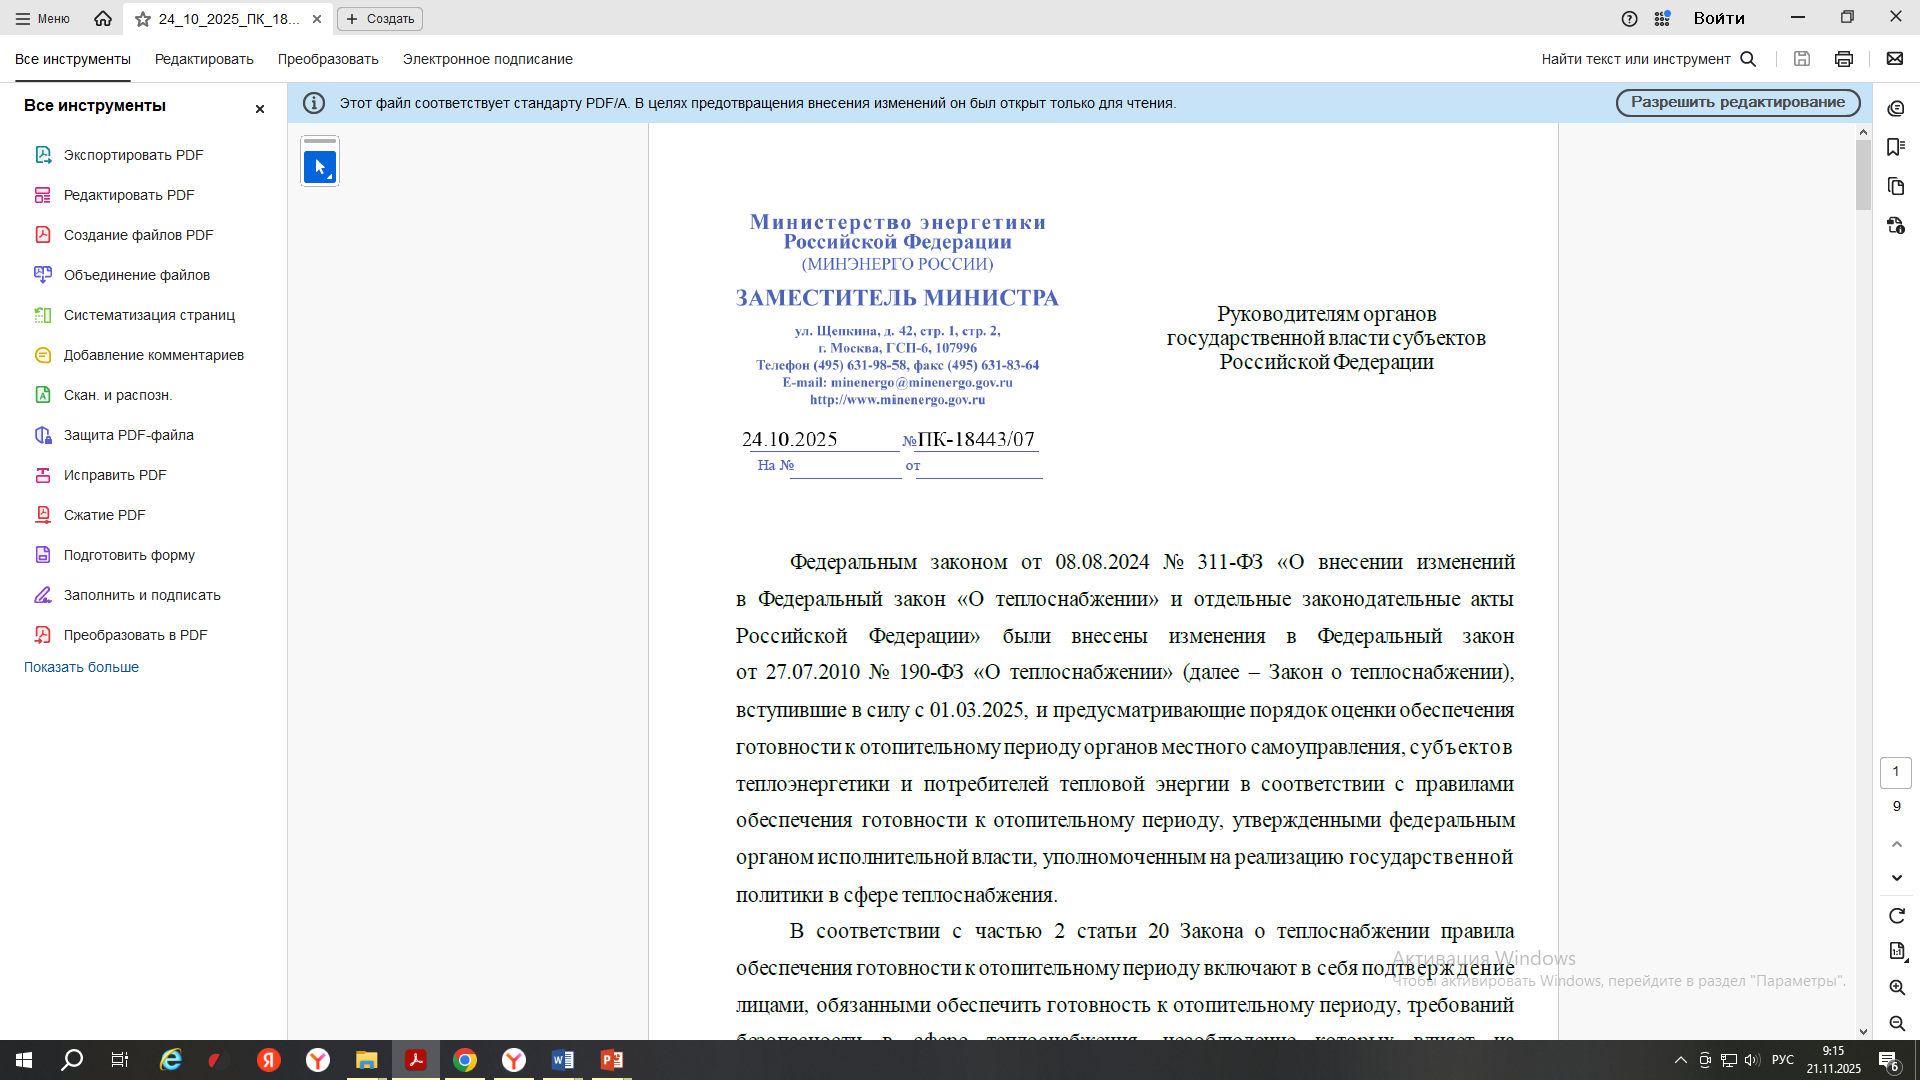 Меню
24_10_2025_ПК_18...
Создать
Войти
Все инструменты
Редактировать
Преобразовать
Электронное подписание
Найти текст или инструмент
Все инструменты
Этот файл соответствует стандарту PDF/A. В целях предотвращения внесения изменений он был открыт только для чтения.
Разрешить редактирование
Экспортировать PDF
Редактировать PDF
Создание файлов PDF
Объединение файлов
Систематизация страниц
Добавление комментариев
Скан. и распозн.
Защита PDF-файла
Исправить PDF
Сжатие PDF
Подготовить форму
Заполнить и подписать
Преобразовать в PDF
Показать больше
Министерство энергетики
Российской Федерации
(МИНЭНЕРГО РОССИИ)
ЗАМЕСТИТЕЛЬ МИНИСТРА
ул. Щепкина, д. 42, стр. 1, стр. 2,
г. Москва, ГСП-6, 107996
Телефон (495) 631-98-58, факс (495) 631-83-64
E-mail: minenergo@minenergo.gov.ru
http://www.minenergo.gov.ru
24.10.2025 № ПК-18443/07
На № от
Руководителям органов
государственной власти субъектов
Российской Федерации
Федеральным законом от 08.08.2024 № 311-ФЗ «О внесении изменений
в Федеральный закон «О теплоснабжении» и отдельные законодательные акты
Российской Федерации» были внесены изменения в Федеральный закон
от 27.07.2010 № 190-ФЗ «О теплоснабжении» (далее – Закон о теплоснабжении),
вступившие в силу с 01.03.2025, и предусматривающие порядок оценки обеспечения
готовности к отопительному периоду органов местного самоуправления, субъектов
теплоэнергетики и потребителей тепловой энергии в соответствии с правилами
обеспечения готовности к отопительному периоду, утвержденными федеральным
органом исполнительной власти, уполномоченным на реализацию государственной
политики в сфере теплоснабжения.
В соответствии с частью 2 статьи 20 Закона о теплоснабжении правила
обеспечения готовности к отопительному периоду включают в себя подтверждение
лицами, обязанными обеспечить готовность к отопительному периоду, требований
безопасности в сфере теплоснабжения, несоблюдение которых влияет на
Активация Windows
Чтобы активировать Windows, перейдите в раздел "Параметры".
1
9
1:1
РУС
9:15
21.11.2025
6